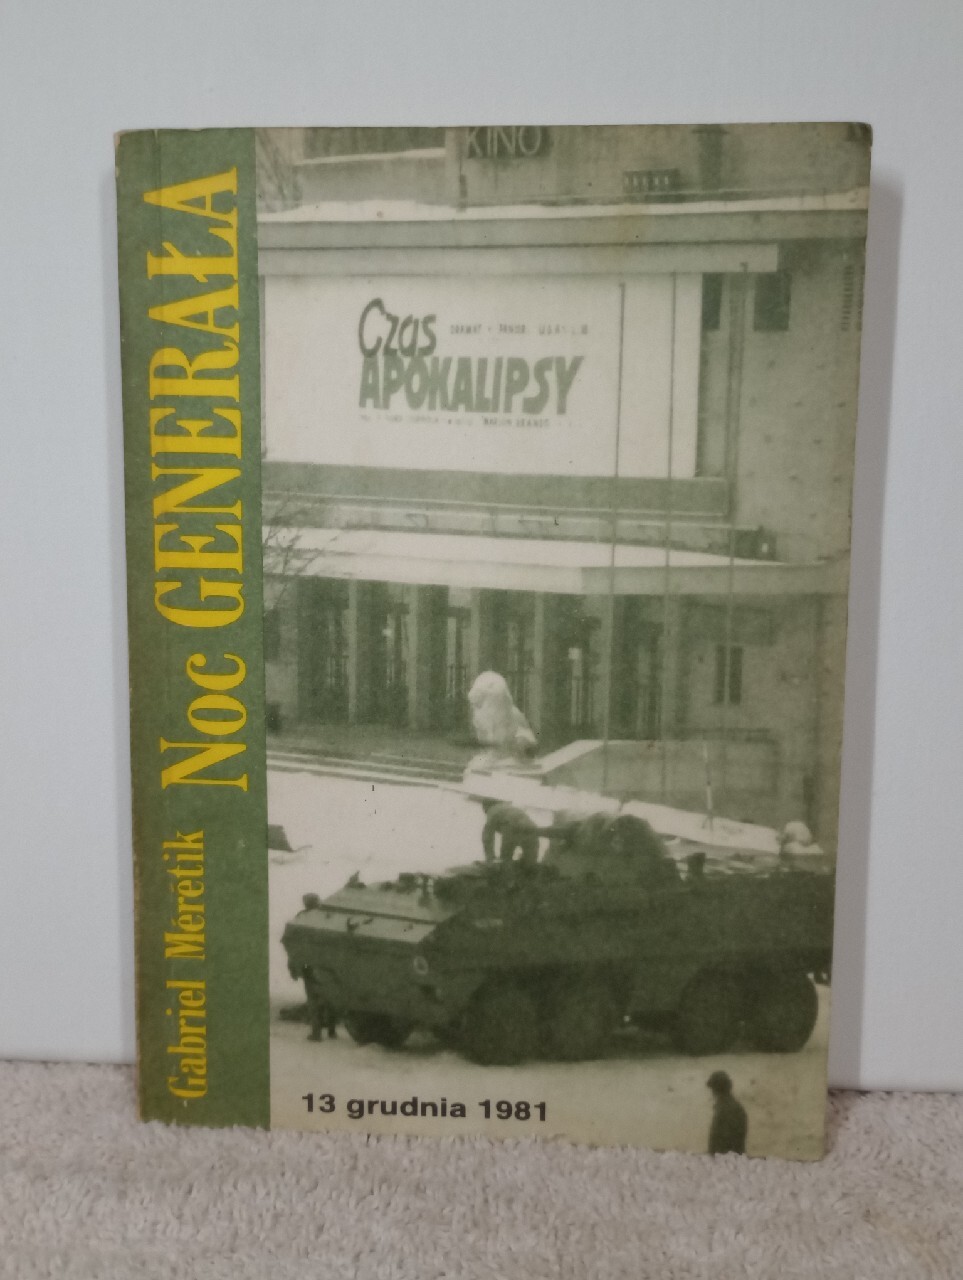 Gabriel Mérétik
Noc GENERAŁA
KINO
Czas
APOKALIPSY
13 grudnia 1981